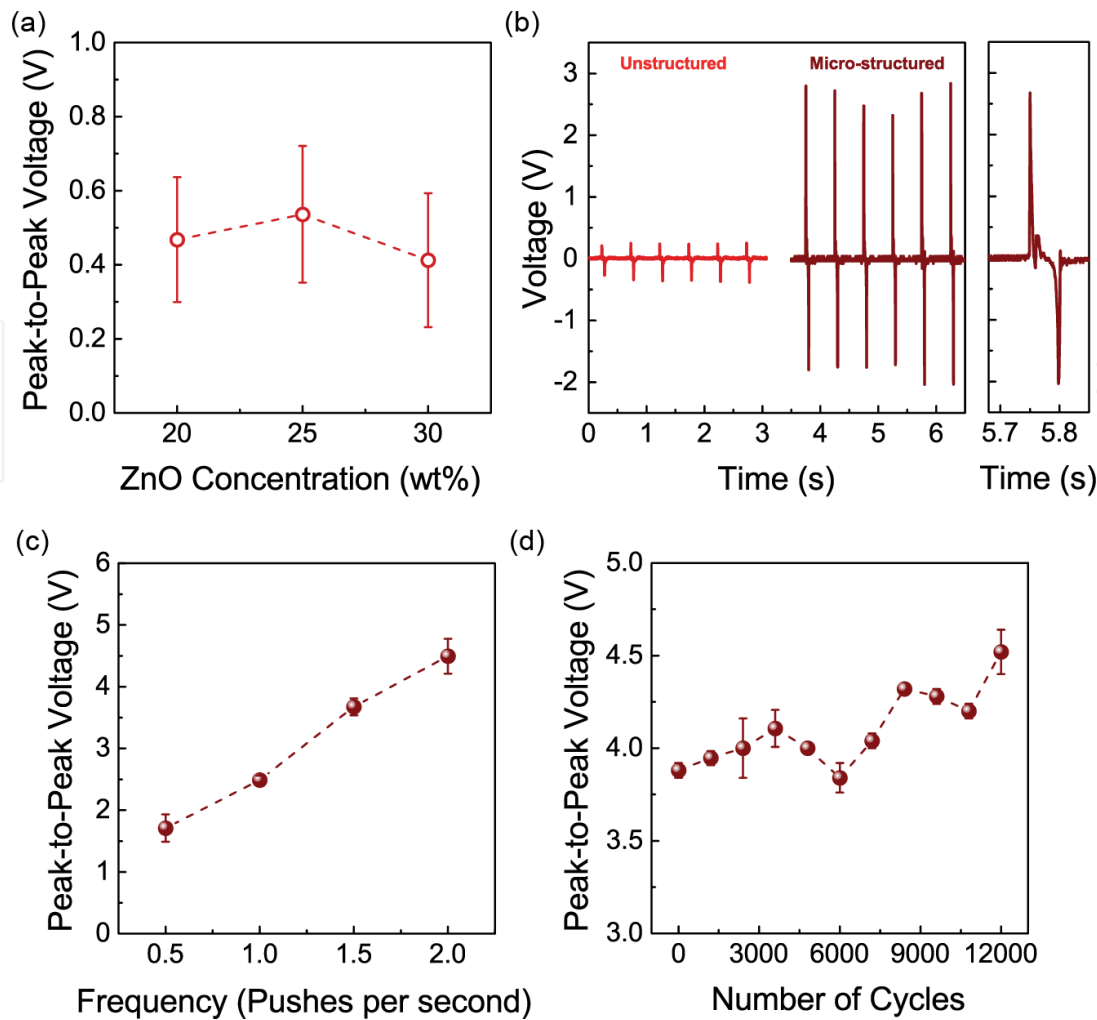 (a)
1.0
0.8
0.6
0.4
0.2
0.0
Peak-to-Peak Voltage (V)
20 25 30
ZnO Concentration (wt%)
(b)
Unstructured Micro-structured
3
2
1
0
-1
-2
Voltage (V)
0 1 2 3 4 5 6
Time (s)
5.7 5.8
Time (s)
(c)
6
5
4
3
2
1
0
Peak-to-Peak Voltage (V)
0.5 1.0 1.5 2.0
Frequency (Pushes per second)
(d)
5.0
4.5
4.0
3.5
3.0
Peak-to-Peak Voltage (V)
0 3000 6000 9000 12000
Number of Cycles